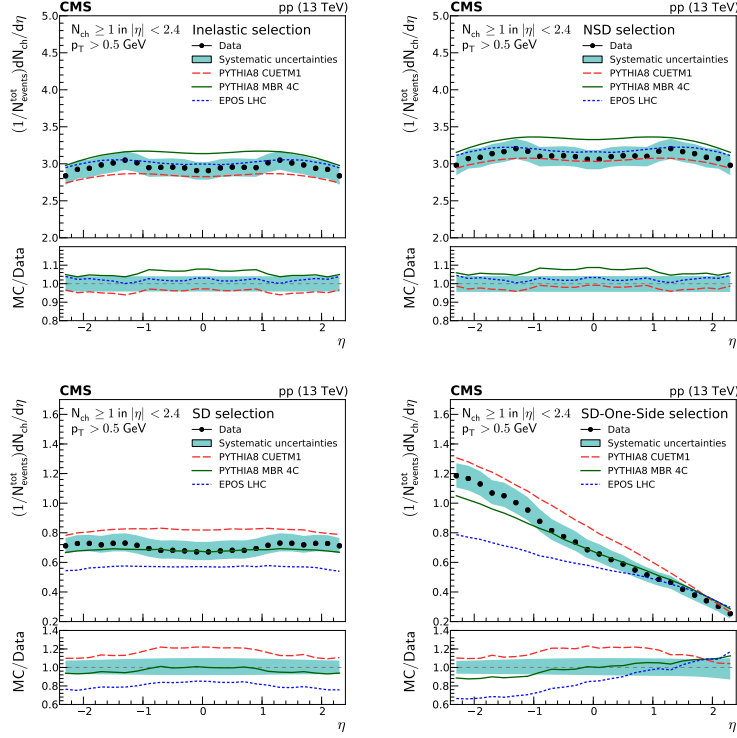 CMS pp (13 TeV)
N_ch ≥ 1 in |η| < 2.4 Inelastic selection
p_T > 0.5 GeV
Data
Systematic uncertainties
PYTHIA8 CUETM1
PYTHIA8 MBR 4C
EPOS LHC
(1/N^tot_events)dN_ch/dη
5.0
4.5
4.0
3.5
3.0
2.5
2.0
MC/Data
1.1
1.0
0.9
0.8
−2 −1 0 1 2
η
CMS pp (13 TeV)
N_ch ≥ 1 in |η| < 2.4 NSD selection
p_T > 0.5 GeV
Data
Systematic uncertainties
PYTHIA8 CUETM1
PYTHIA8 MBR 4C
EPOS LHC
(1/N^tot_events)dN_ch/dη
5.0
4.5
4.0
3.5
3.0
2.5
2.0
MC/Data
1.1
1.0
0.9
0.8
−2 −1 0 1 2
η
CMS pp (13 TeV)
N_ch ≥ 1 in |η| < 2.4 SD selection
p_T > 0.5 GeV
Data
Systematic uncertainties
PYTHIA8 CUETM1
PYTHIA8 MBR 4C
EPOS LHC
(1/N^tot_events)dN_ch/dη
1.6
1.4
1.2
1.0
0.8
0.6
0.4
0.2
MC/Data
1.4
1.2
1.0
0.8
0.6
−2 −1 0 1 2
η
CMS pp (13 TeV)
N_ch ≥ 1 in |η| < 2.4 SD-One-Side selection
p_T > 0.5 GeV
Data
Systematic uncertainties
PYTHIA8 CUETM1
PYTHIA8 MBR 4C
EPOS LHC
(1/N^tot_events)dN_ch/dη
1.6
1.4
1.2
1.0
0.8
0.6
0.4
0.2
MC/Data
1.4
1.2
1.0
0.8
0.6
−2 −1 0 1 2
η